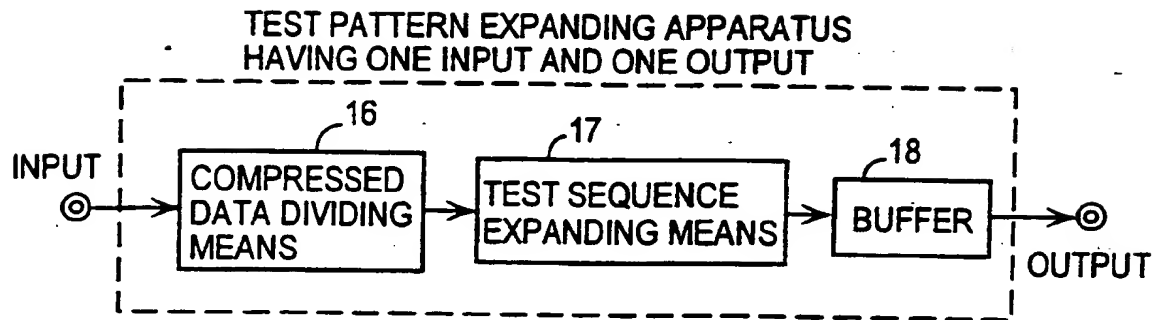 TEST PATTERN EXPANDING APPARATUS
HAVING ONE INPUT AND ONE OUTPUT
16
17
18
INPUT
COMPRESSED
DATA DIVIDING
MEANS
TEST SEQUENCE
EXPANDING MEANS
BUFFER
OUTPUT